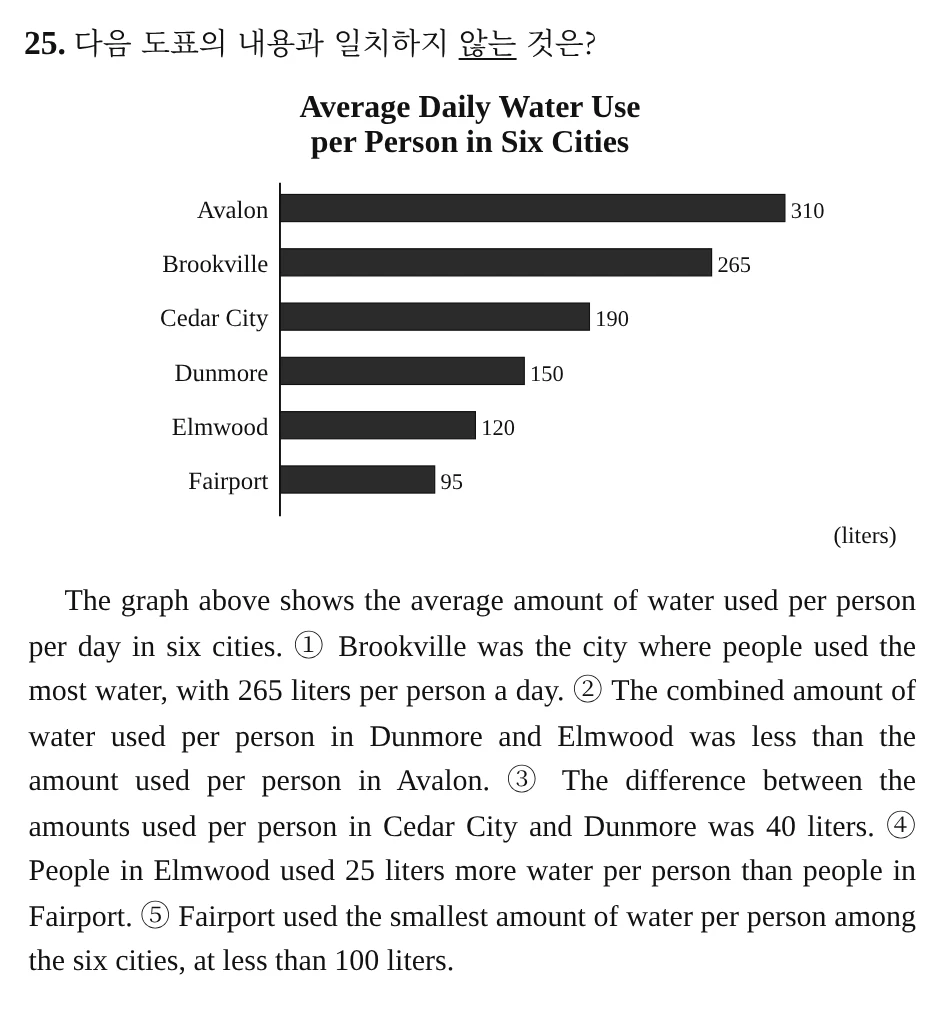 25. 다음 도표의 내용과 일치하지 않는 것은?
Average Daily Water Use
per Person in Six Cities
Avalon 310
Brookville 265
Cedar City 190
Dunmore 150
Elmwood 120
Fairport 95
(liters)
The graph above shows the average amount of water used per person
per day in six cities. ① Brookville was the city where people used the
most water, with 265 liters per person a day. ② The combined amount of
water used per person in Dunmore and Elmwood was less than the
amount used per person in Avalon. ③ The difference between the
amounts used per person in Cedar City and Dunmore was 40 liters. ④
People in Elmwood used 25 liters more water per person than people in
Fairport. ⑤ Fairport used the smallest amount of water per person among
the six cities, at less than 100 liters.